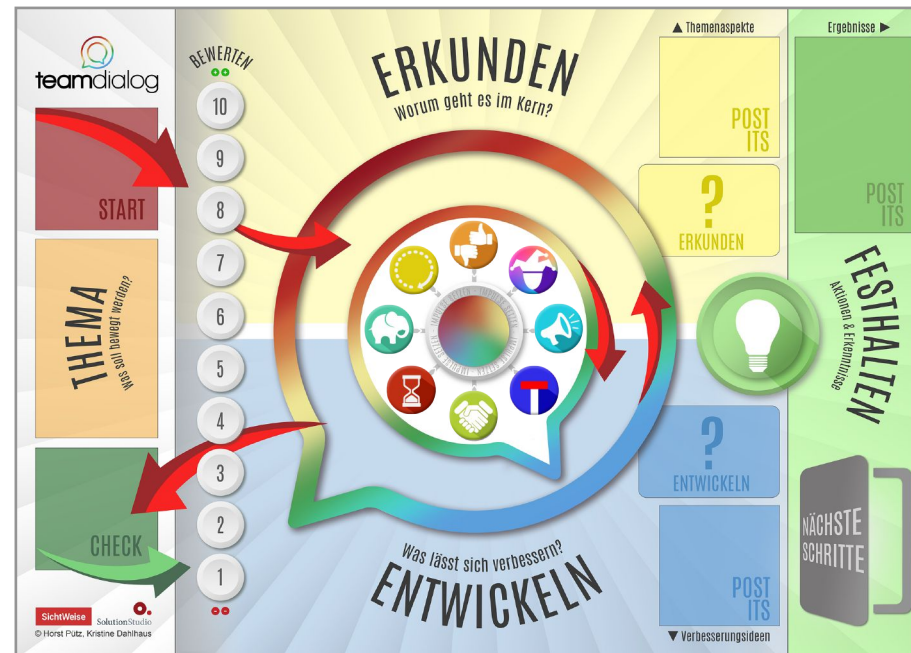 teamdialog
START
THEMA
Was soll bewegt werden?
CHECK
SichtWeise
SolutionStudio
© Horst Pütz, Kristine Dahlhaus
BEWERTEN
10
9
8
7
6
5
4
3
2
1
ERKUNDEN
Worum geht es im Kern?
Was lässt sich verbessern?
ENTWICKELN
▲ Themenaspekte
POST
ITS
?
ERKUNDEN
?
ENTWICKELN
POST
ITS
▼ Verbesserungsideen
Ergebnisse ▶
POST
ITS
FESTHALTEN
Aktionen & Erkenntnisse
NÄCHSTE
SCHRITTE